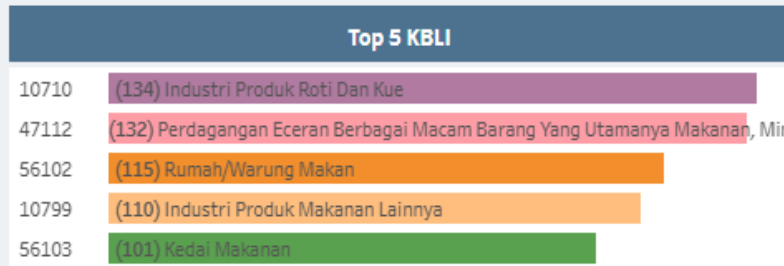 Top 5 KBLI
10710 (134) Industri Produk Roti Dan Kue
47112 (132) Perdagangan Eceran Berbagai Macam Barang Yang Utamanya Makanan,
56102 (115) Rumah/Warung Makan
10799 (110) Industri Produk Makanan Lainnya
56103 (101) Kedai Makanan